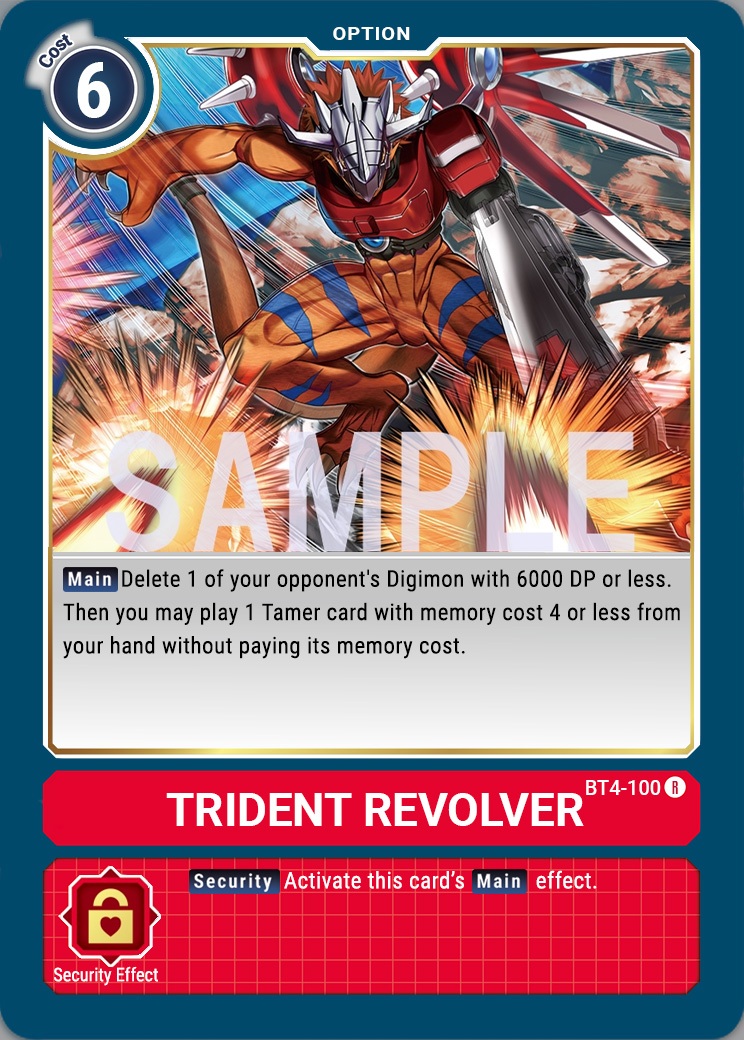 OPTION
Cost
6
SAMPLE
Main Delete 1 of your opponent's Digimon with 6000 DP or less.
Then you may play 1 Tamer card with memory cost 4 or less from
your hand without paying its memory cost.
BT4-100 R
TRIDENT REVOLVER
Security Activate this card's Main effect.
Security Effect